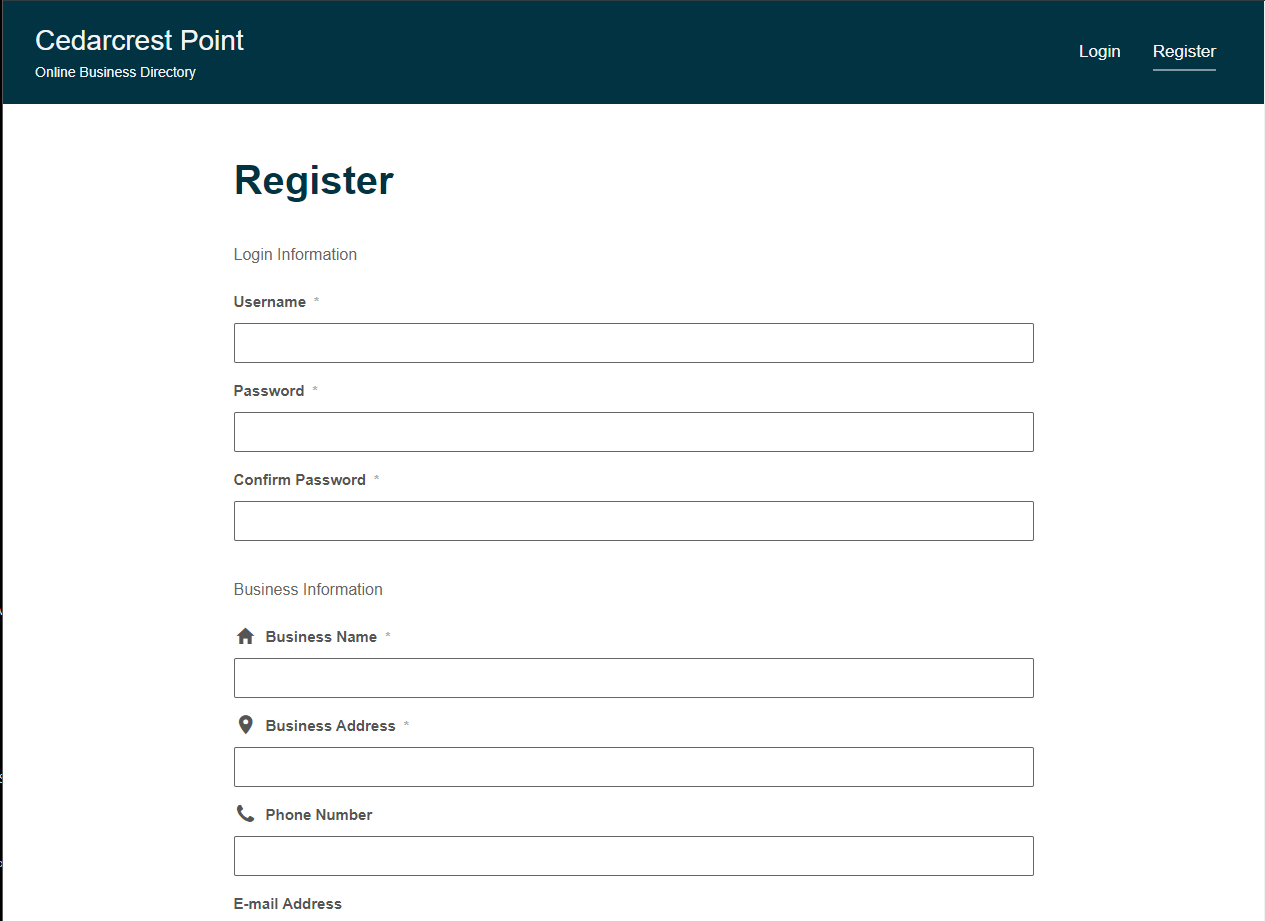 Cedarcrest Point
Online Business Directory
Login Register
Register
Login Information
Username *
Password *
Confirm Password *
Business Information
Business Name *
Business Address *
Phone Number
E-mail Address